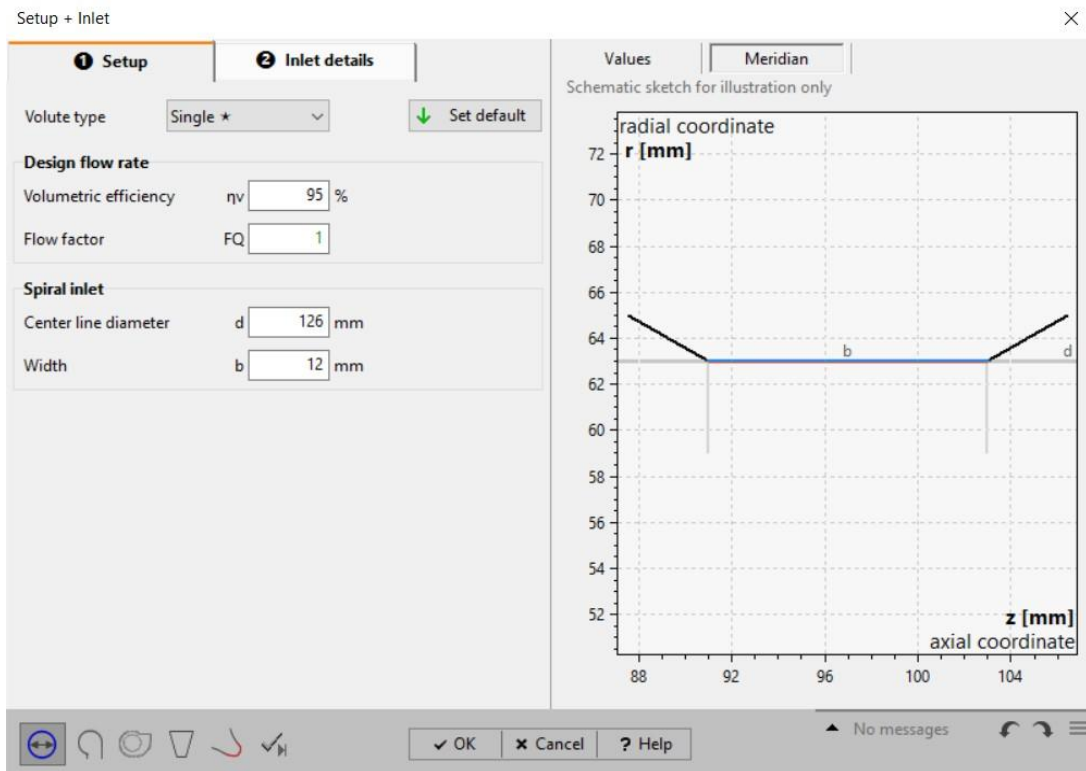 Setup + Inlet
1 Setup
2 Inlet details
Volute type Single ★
Set default
Design flow rate
Volumetric efficiency ηv 95 %
Flow factor FQ 1
Spiral inlet
Center line diameter d 126 mm
Width b 12 mm
Values
Meridian
Schematic sketch for illustration only
radial coordinate
r [mm]
72
70
68
66
64
62
60
58
56
54
52
b
d
z [mm]
axial coordinate
88 92 96 100 104
OK
Cancel
? Help
No messages